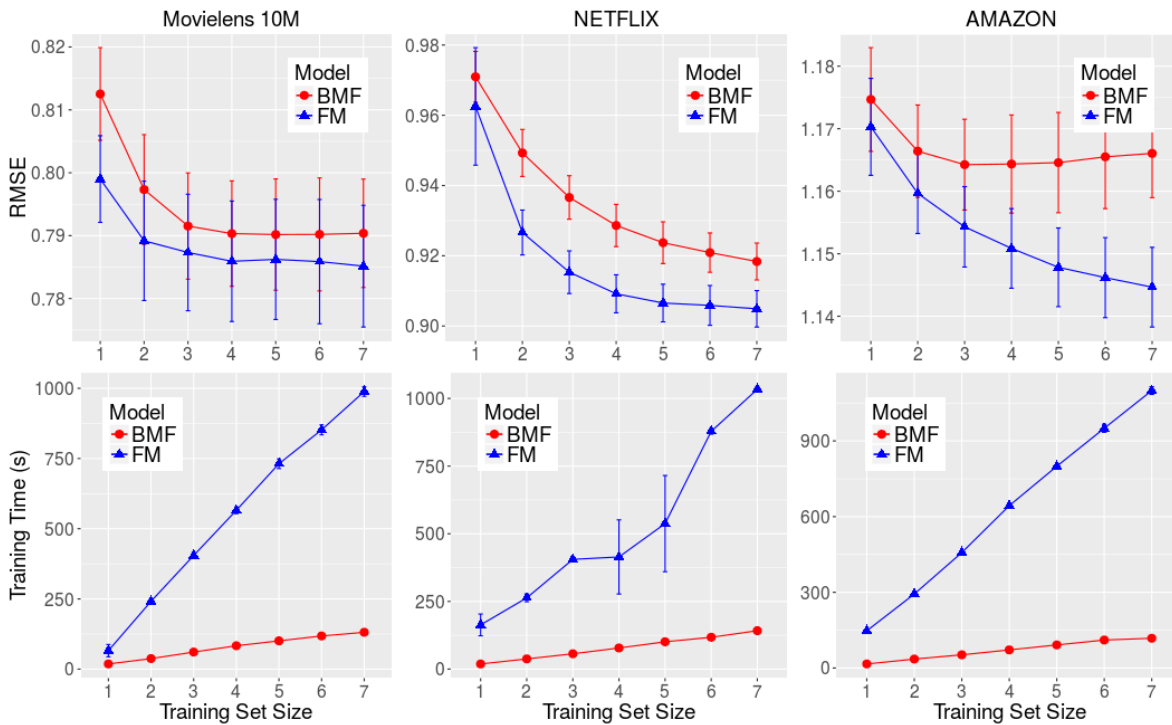 Movielens 10M
NETFLIX
AMAZON
RMSE
0.82
0.81
0.80
0.79
0.78
Model
BMF
FM
1 2 3 4 5 6 7
0.98
0.96
0.94
0.92
0.90
Model
BMF
FM
1 2 3 4 5 6 7
1.18
1.17
1.16
1.15
1.14
Model
BMF
FM
1 2 3 4 5 6 7
Training Time (s)
1000
750
500
250
0
Model
BMF
FM
1 2 3 4 5 6 7
Training Set Size
1000
750
500
250
0
Model
BMF
FM
1 2 3 4 5 6 7
Training Set Size
900
600
300
0
Model
BMF
FM
1 2 3 4 5 6 7
Training Set Size